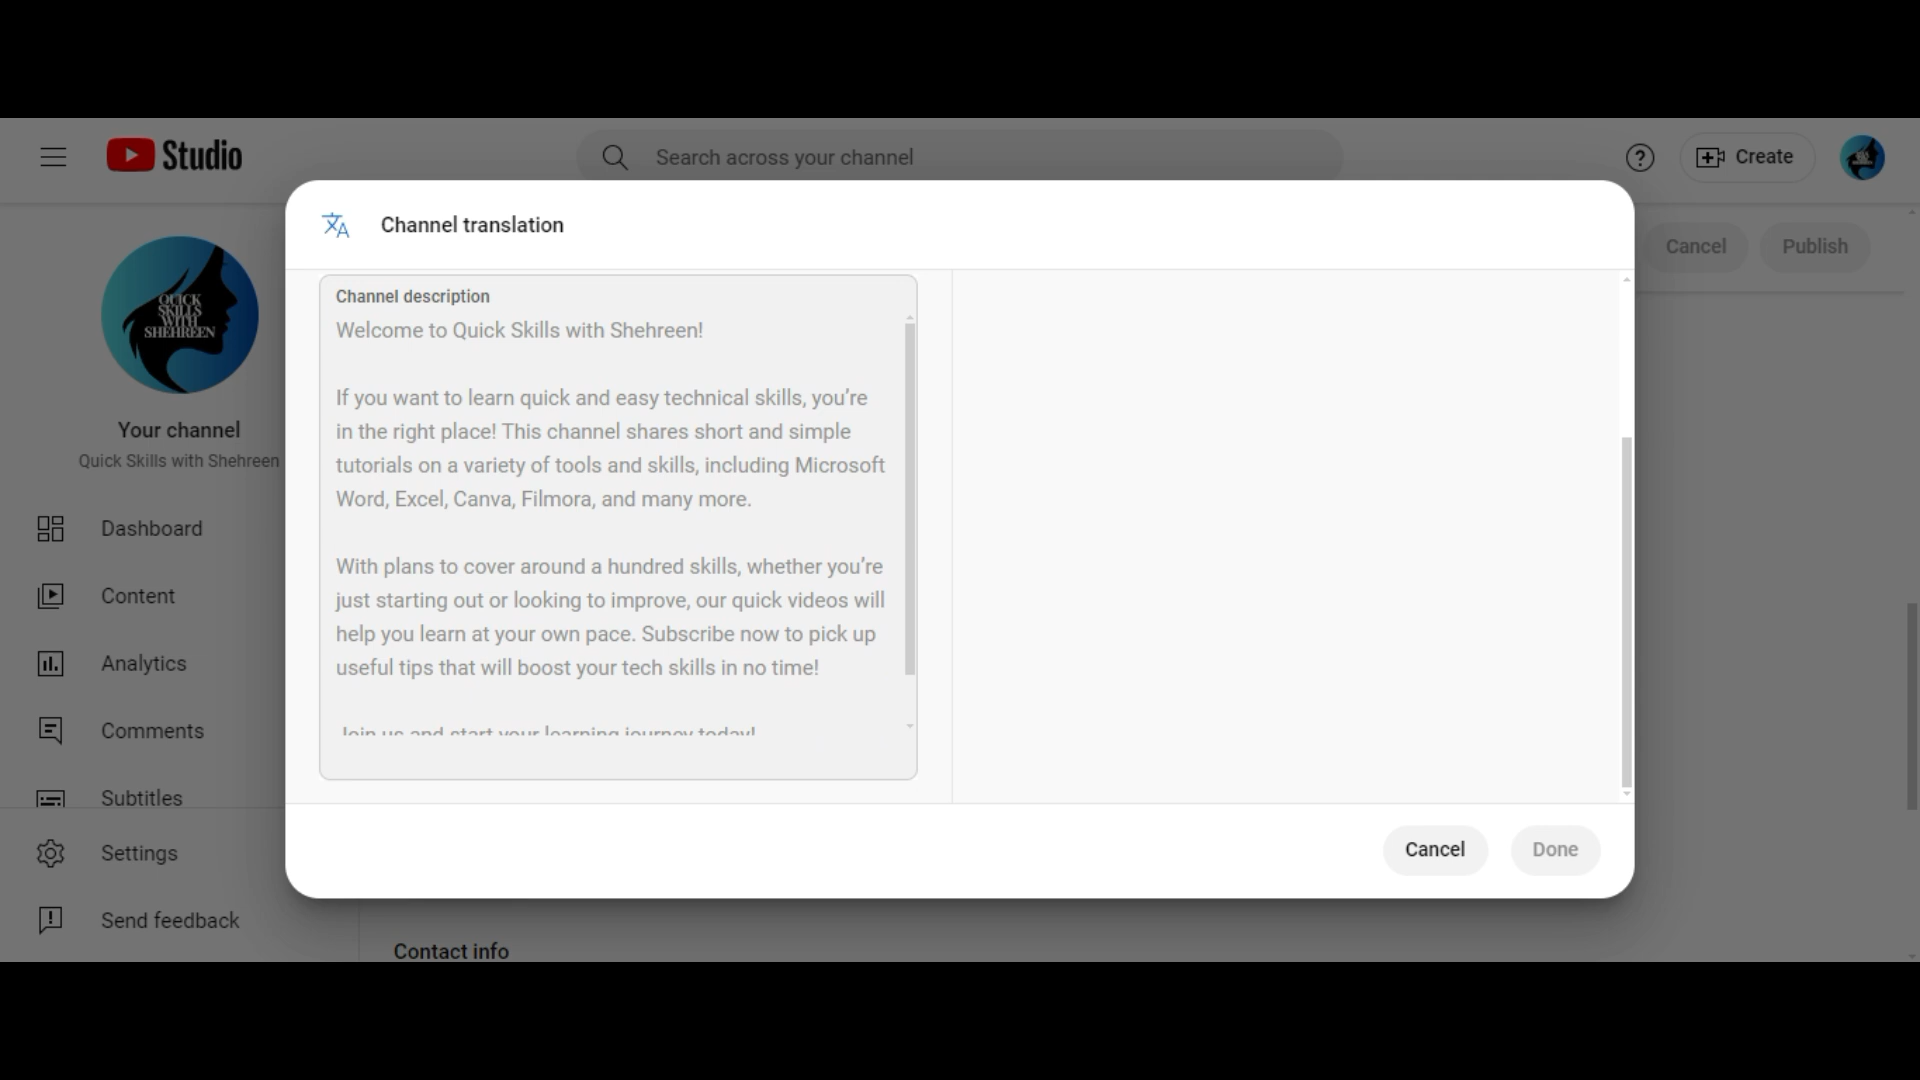 Studio
Search across your channel
Create
Channel translation
Cancel
Publish
QUICK
SKILLS
WITH
SHEHREEN
Your channel
Quick Skills with Shehreen
Dashboard
Content
Analytics
Comments
Subtitles
Settings
Send feedback
Channel description
Welcome to Quick Skills with Shehreen!
If you want to learn quick and easy technical skills, you’re
in the right place! This channel shares short and simple
tutorials on a variety of tools and skills, including Microsoft
Word, Excel, Canva, Filmora, and many more.
With plans to cover around a hundred skills, whether you’re
just starting out or looking to improve, our quick videos will
help you learn at your own pace. Subscribe now to pick up
useful tips that will boost your tech skills in no time!
Join us and start your learning journey today!
Cancel
Done
Contact info